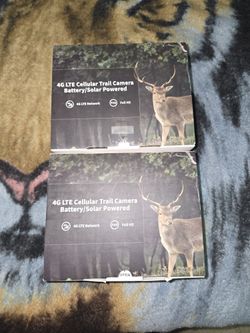 4G LTE Cellular Trail Camera
Battery/Solar Powered
4G LTE Network
Full HD
4G LTE Cellular Trail Camera
Battery/Solar Powered
4G LTE Network
Full HD